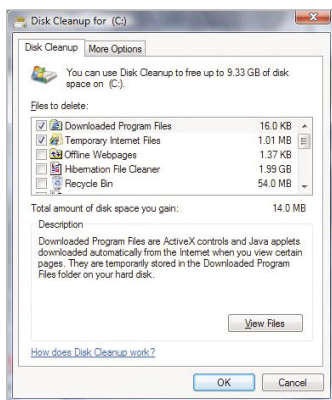 Disk Cleanup for (C:)
Disk Cleanup
More Options
You can use Disk Cleanup to free up to 9.33 GB of disk
space on (C:).
Files to delete:
Downloaded Program Files 16.0 KB
Temporary Internet Files 1.01 MB
Offline Webpages 1.37 KB
Hibernation File Cleaner 1.99 GB
Recycle Bin 54.0 MB
Total amount of disk space you gain: 14.0 MB
Description
Downloaded Program Files are ActiveX controls and Java applets
downloaded automatically from the Internet when you view certain
pages. They are temporarily stored in the Downloaded Program
Files folder on your hard disk.
View Files
How does Disk Cleanup work?
OK
Cancel